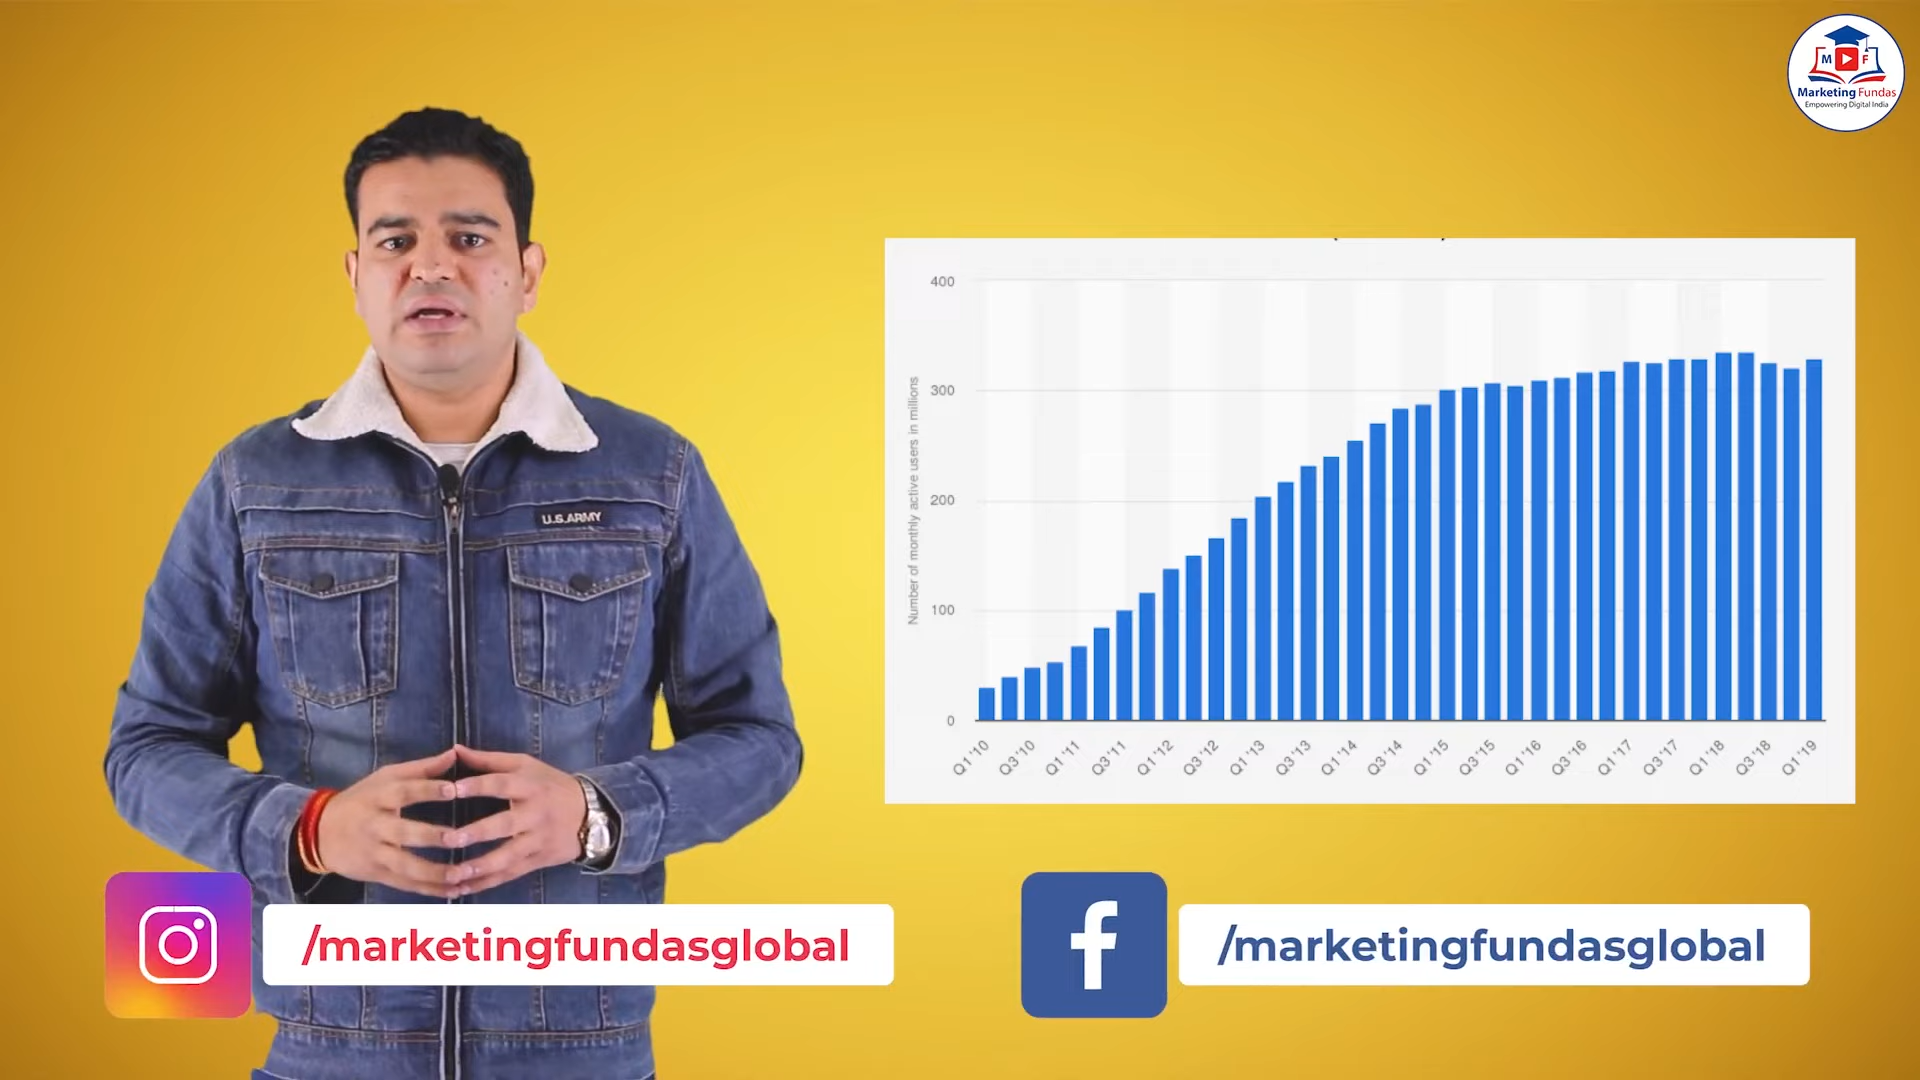 M F
Marketing Fundas
Empowering Digital India
400
300
200
100
0
Number of monthly active users in millions
Q1 '10
Q3 '10
Q1 '11
Q3 '11
Q1 '12
Q3 '12
Q1 '13
Q3 '13
Q1 '14
Q3 '14
Q1 '15
Q3 '15
Q1 '16
Q3 '16
Q1 '17
Q3 '17
Q1 '18
Q3 '18
Q1 '19
U.S.ARMY
/marketingfundasglobal
/marketingfundasglobal